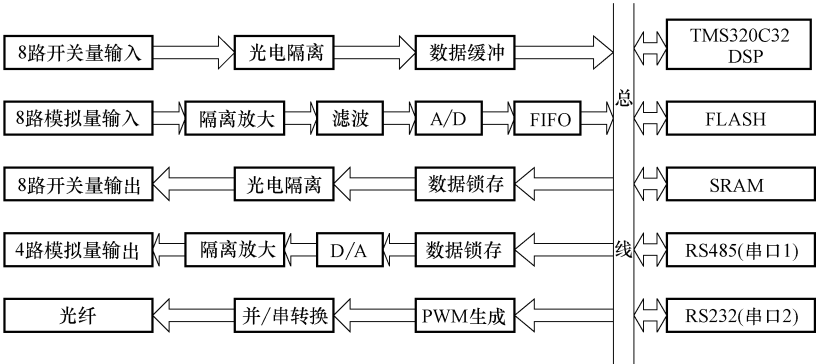 8路开关量输入
光电隔离
数据缓冲
TMS320C32
DSP
8路模拟量输入
隔离放大
滤波
A/D
FIFO
总
FLASH
8路开关量输出
光电隔离
数据锁存
SRAM
4路模拟量输出
隔离放大
D/A
数据锁存
线
RS485(串口1)
光纤
并/串转换
PWM生成
RS232(串口2)